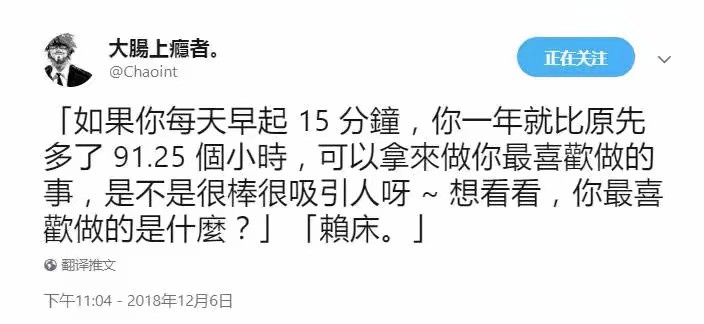 大腸上癮者。
@Chaoint
正在关注
「如果你每天早起 15 分鐘，你一年就比原先
多了 91.25 個小時，可以拿來做你最喜歡做的
事，是不是很棒很吸引人呀 ~ 想看看，你最喜
歡做的是什麼？」「賴床。」
翻译推文
下午11:04 - 2018年12月6日